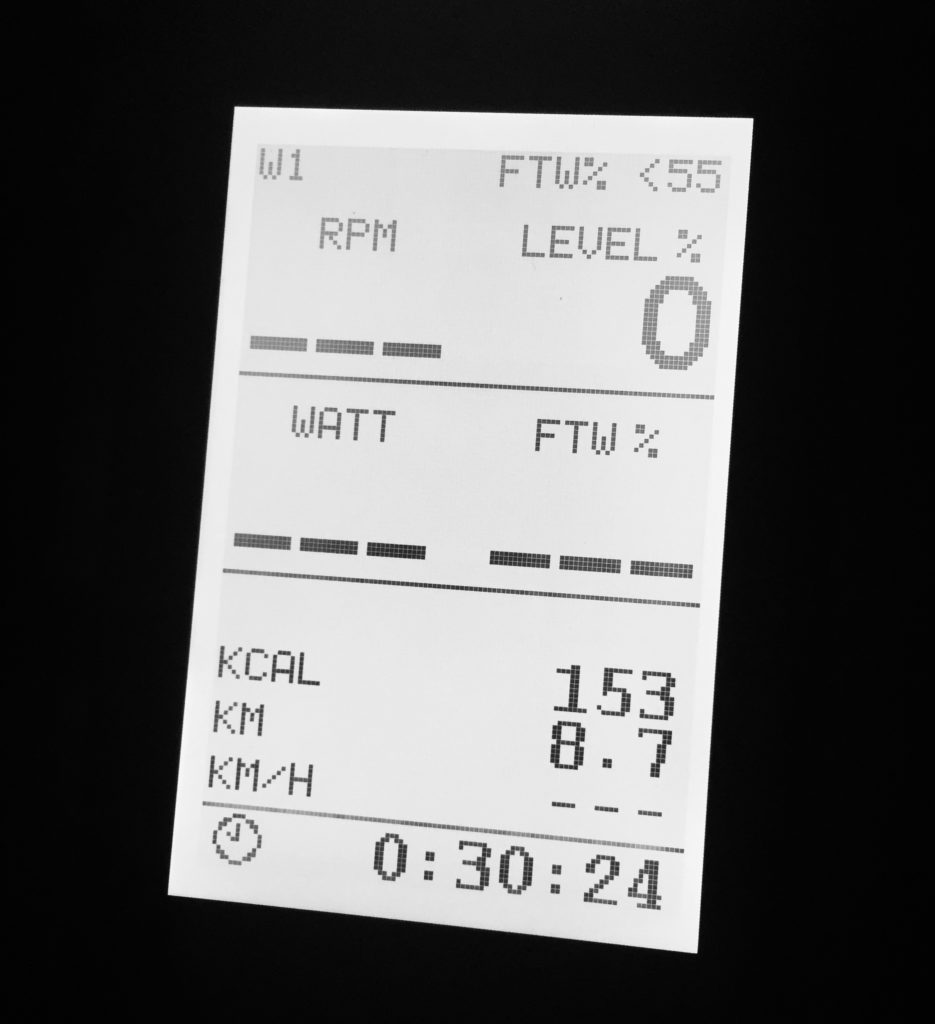 W1 FTW% <55
RPM LEVEL %
--- 0
WATT FTW %
--- ---
KCAL 153
KM 8.7
KM/H ---
0:30:24